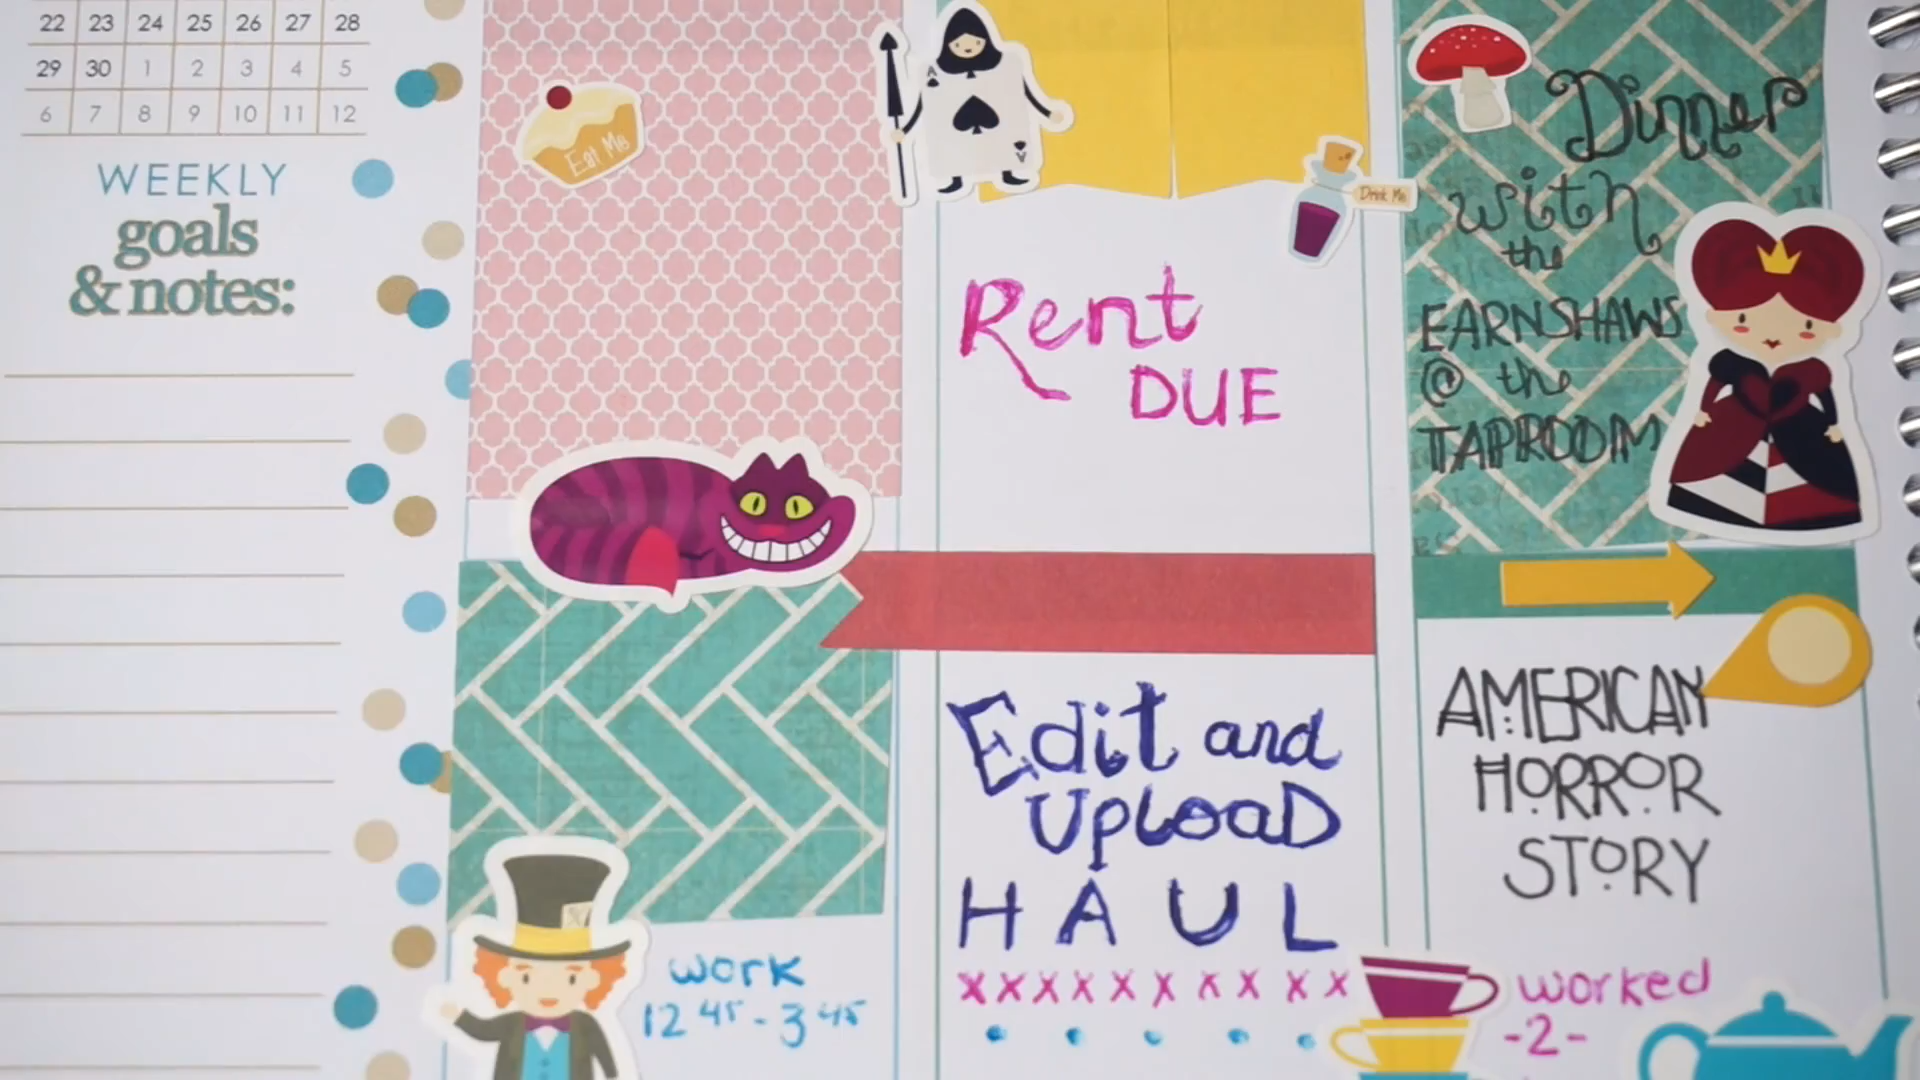 22 23 24 25 26 27 28
29 30 1 2 3 4 5
6 7 8 9 10 11 12
WEEKLY
goals
& notes:
Eat Me
work
12 45 - 3 45
A
A
Drink Me
Rent
DUE
Edit and
Upload
HAUL
xxxxxxxxxx
Dinner
with
the
EARNSHAWS
@ the
TAPROOM
AMERICAN
HORROR
STORY
worked
-2-